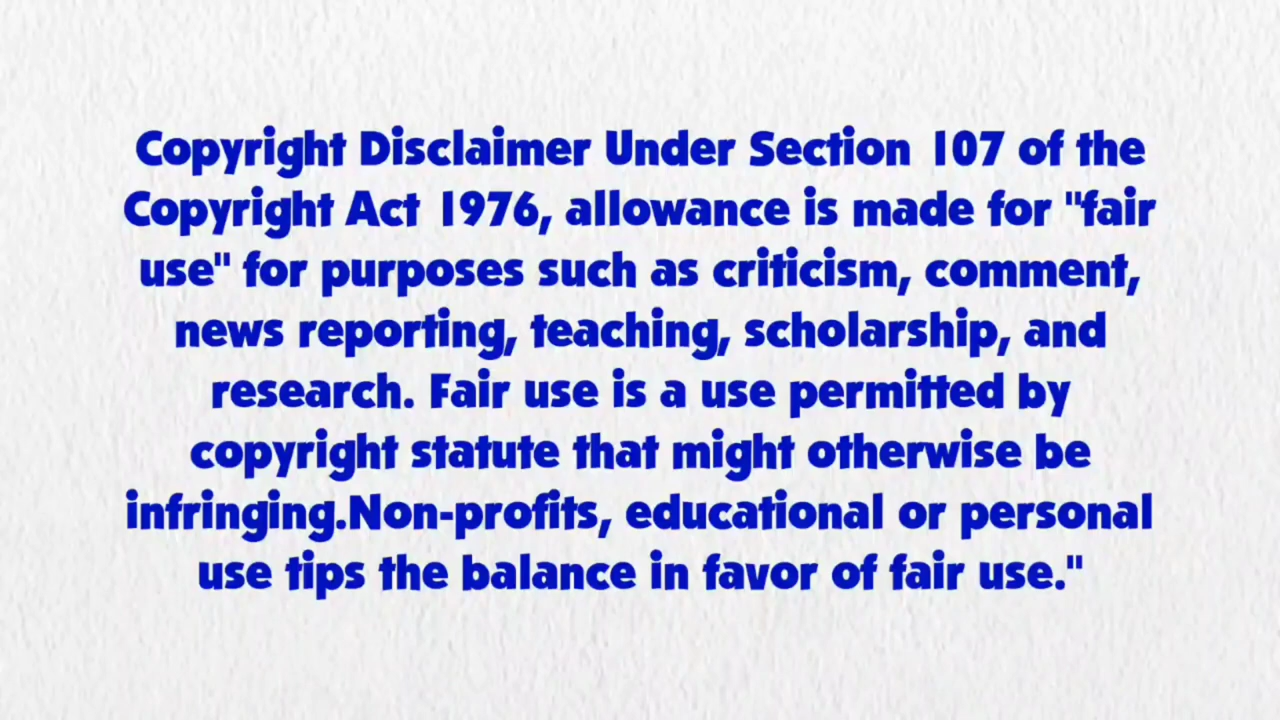 Copyright Disclaimer Under Section 107 of the
Copyright Act 1976, allowance is made for "fair
use" for purposes such as criticism, comment,
news reporting, teaching, scholarship, and
research. Fair use is a use permitted by
copyright statute that might otherwise be
infringing.Non-profits, educational or personal
use tips the balance in favor of fair use."